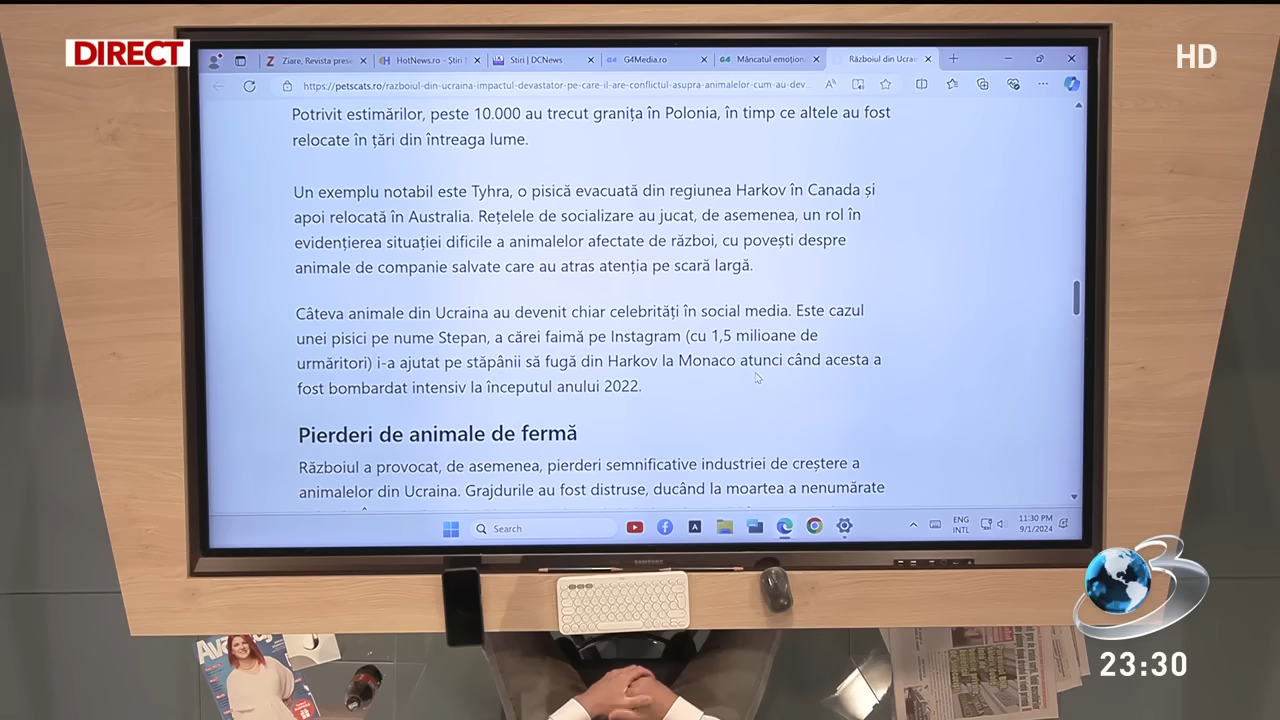 DIRECT
HD
Ziare, Revista prese
HotNews.ro - Știri
Stiri | DCNews
G4Media.ro
Mâncatul emoțion
Războiul din Ucrai
https://petscats.ro/razboiul-din-ucraina-impactul-devastator-pe-care-il-are-conflictul-asupra-animalelor-cum-au-dev...
Potrivit estimărilor, peste 10.000 au trecut granița în Polonia, în timp ce altele au fost
relocate în țări din întreaga lume.
Un exemplu notabil este Tyhra, o pisică evacuată din regiunea Harkov în Canada și
apoi relocată în Australia. Rețelele de socializare au jucat, de asemenea, un rol în
evidențierea situației dificile a animalelor afectate de război, cu povești despre
animale de companie salvate care au atras atenția pe scară largă.
Câteva animale din Ucraina au devenit chiar celebrități în social media. Este cazul
unei pisici pe nume Stepan, a cărei faimă pe Instagram (cu 1,5 milioane de
urmăritori) i-a ajutat pe stăpânii să fugă din Harkov la Monaco atunci când acesta a
fost bombardat intensiv la începutul anului 2022.
Pierderi de animale de fermă
Războiul a provocat, de asemenea, pierderi semnificative industriei de creștere a
animalelor din Ucraina. Grajdurile au fost distruse, ducând la moartea a nenumărate
Search
ENG
INTL
11:30 PM
9/1/2024
SAMSUNG
3
23:30